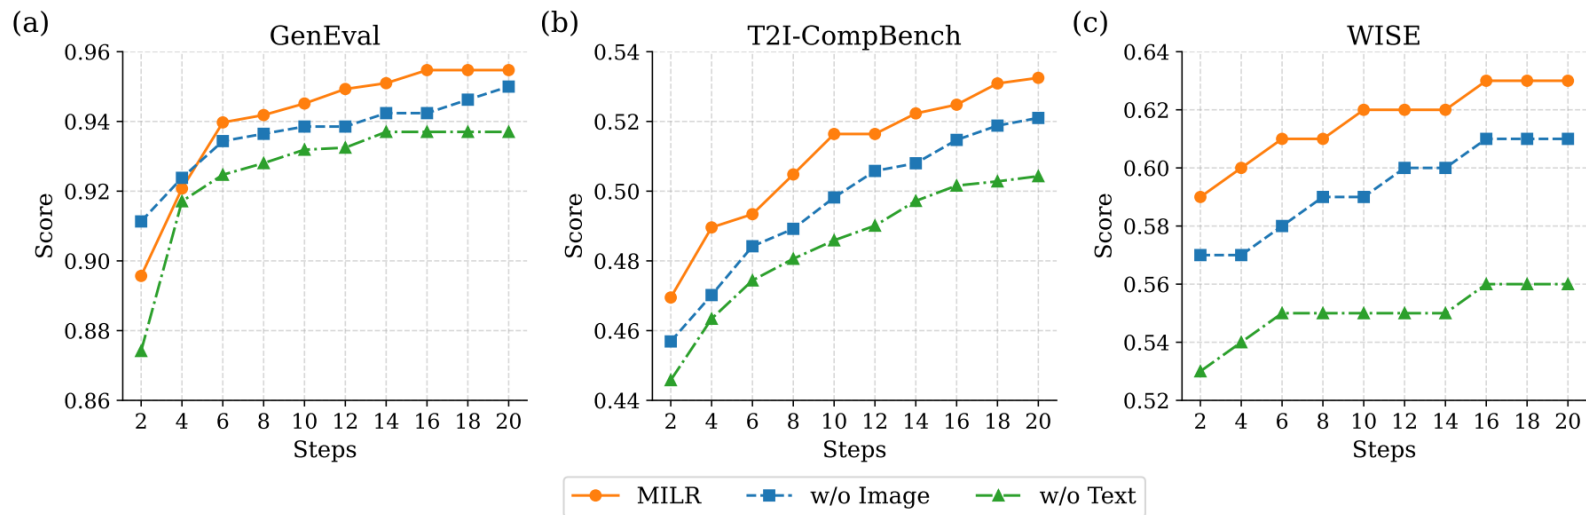 (a)
GenEval
Score
0.96
0.94
0.92
0.90
0.88
0.86
2 4 6 8 10 12 14 16 18 20
Steps
(b)
T2I-CompBench
Score
0.54
0.52
0.50
0.48
0.46
0.44
2 4 6 8 10 12 14 16 18 20
Steps
(c)
WISE
Score
0.64
0.62
0.60
0.58
0.56
0.54
0.52
2 4 6 8 10 12 14 16 18 20
Steps
MILR w/o Image w/o Text